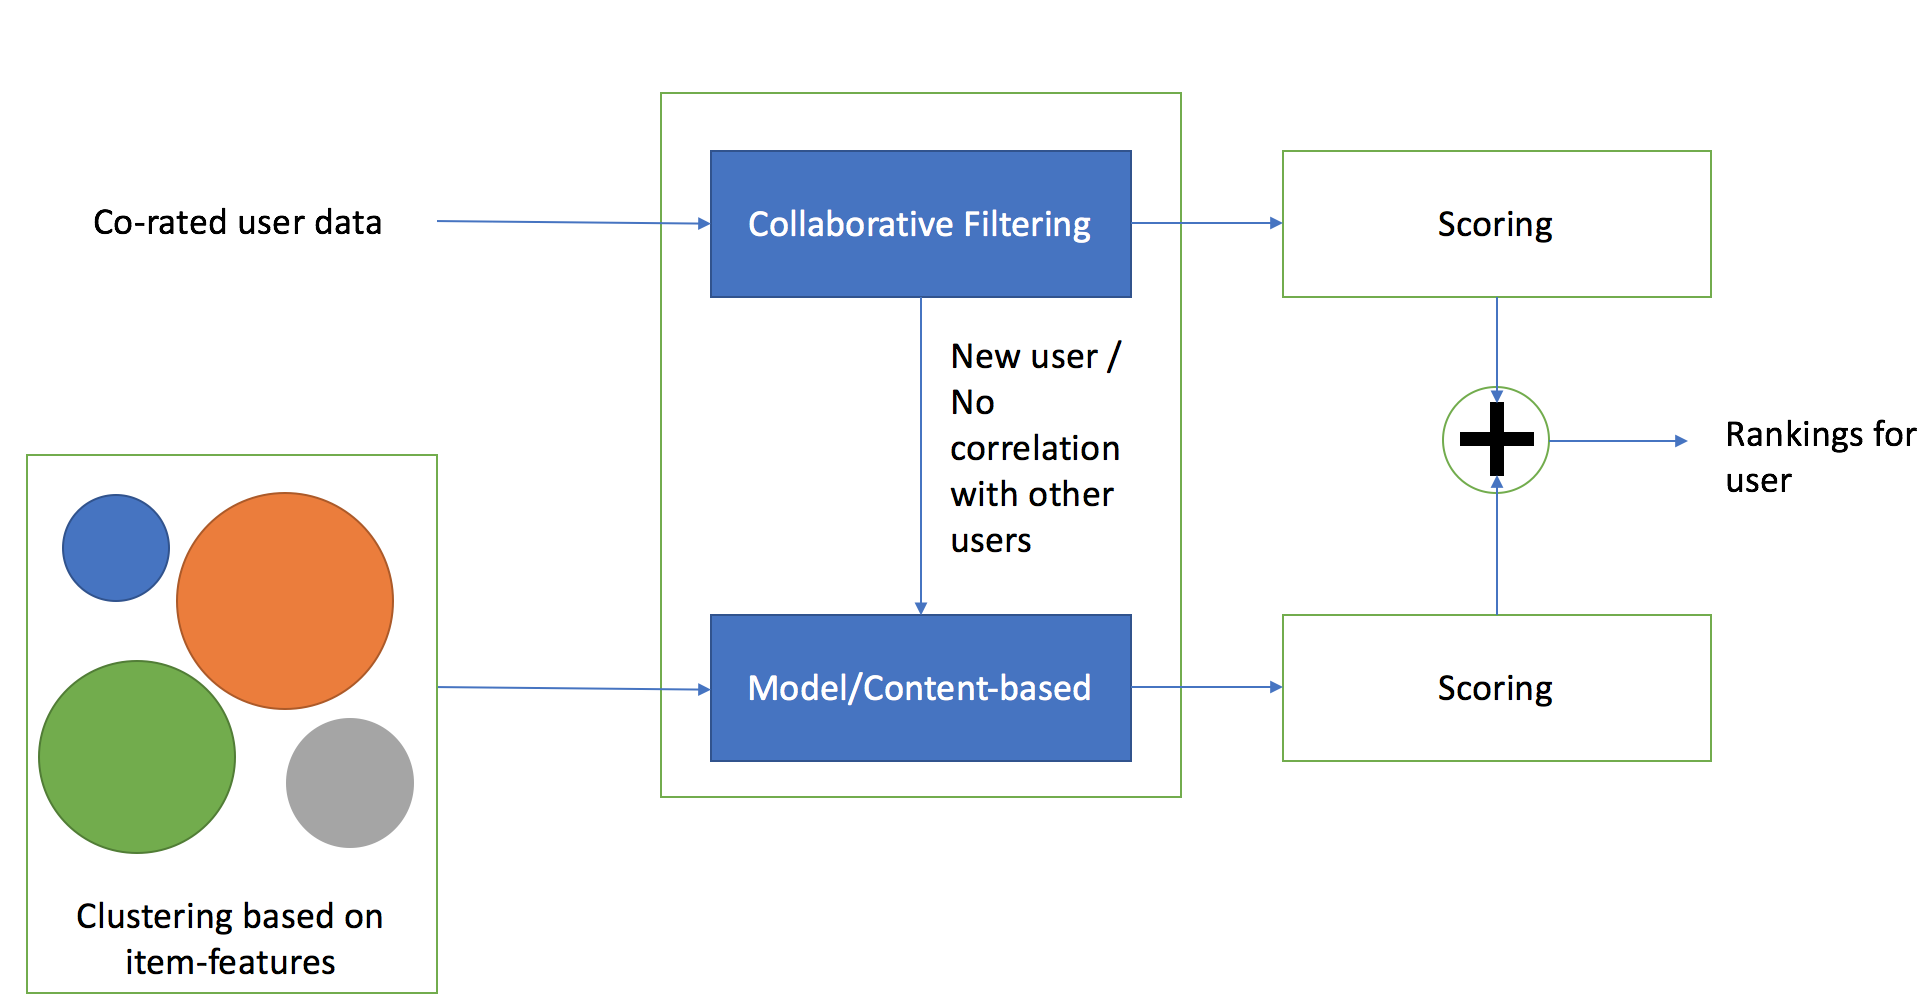 Co-rated user data
Collaborative Filtering
Scoring
New user /
No
correlation
with other
users
Rankings for
user
Model/Content-based
Scoring
Clustering based on
item-features